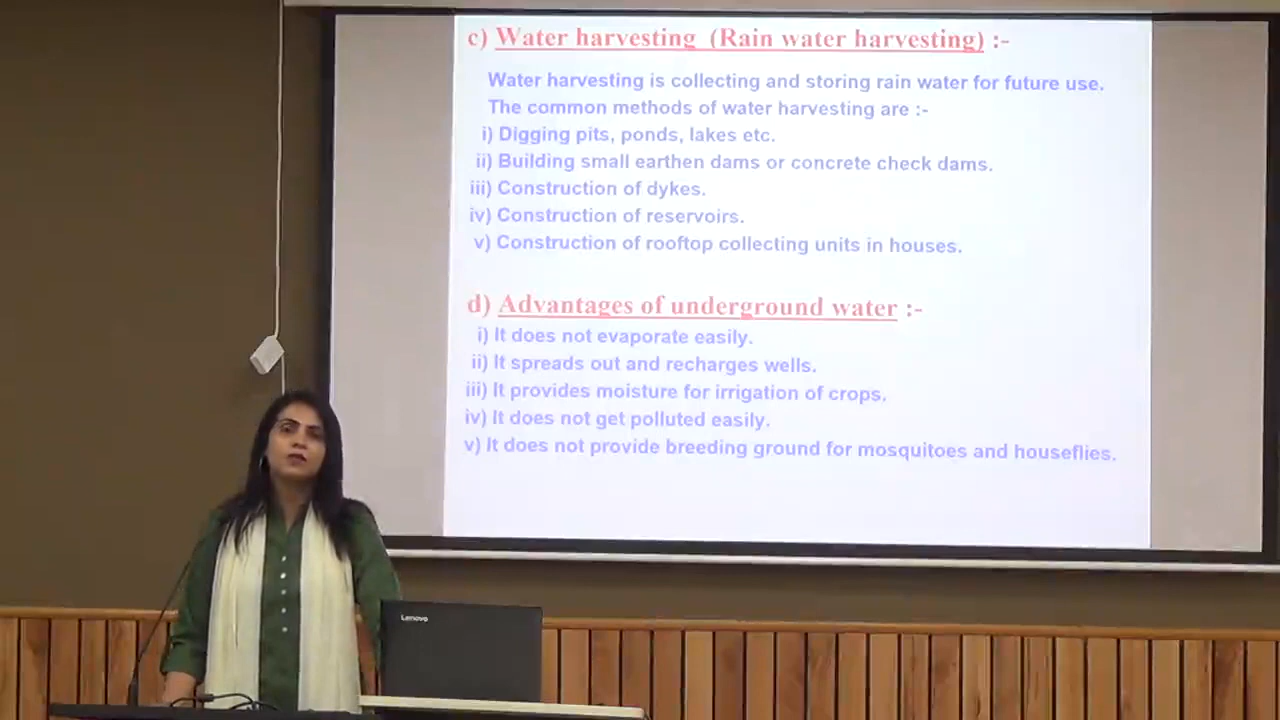 c) Water harvesting (Rain water harvesting) :-
Water harvesting is collecting and storing rain water for future use.
The common methods of water harvesting are :-
i) Digging pits, ponds, lakes etc.
ii) Building small earthen dams or concrete check dams.
iii) Construction of dykes.
iv) Construction of reservoirs.
v) Construction of rooftop collecting units in houses.
d) Advantages of underground water :-
i) It does not evaporate easily.
ii) It spreads out and recharges wells.
iii) It provides moisture for irrigation of crops.
iv) It does not get polluted easily.
v) It does not provide breeding ground for mosquitoes and houseflies.
Lenovo